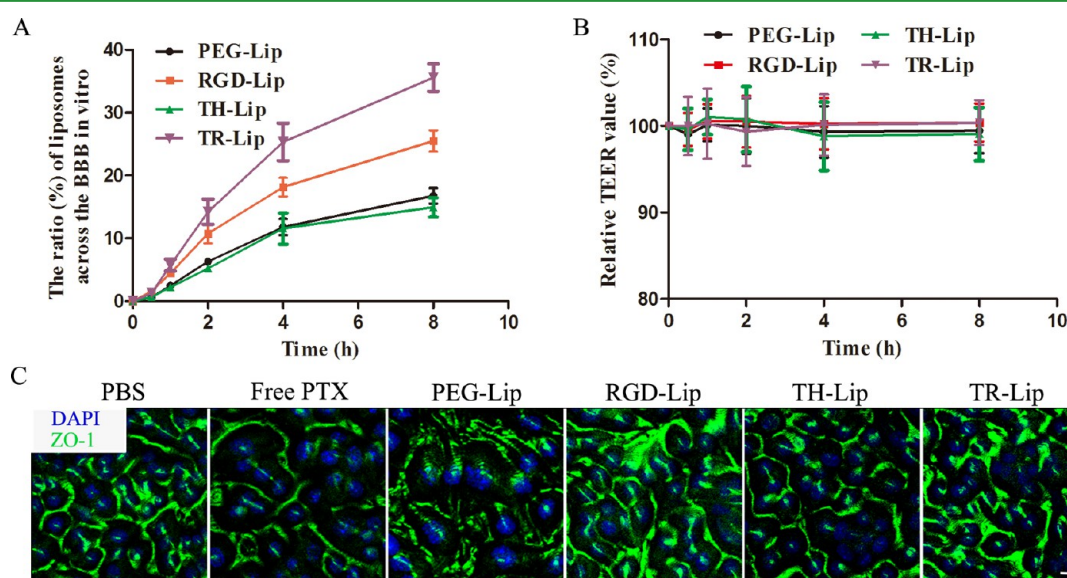 A
The ratio (%) of liposomes
across the BBB in vitro
40
30
20
10
0
PEG-Lip
RGD-Lip
TH-Lip
TR-Lip
0 2 4 6 8 10
Time (h)
B
Relative TEER value (%)
110
100
90
80
PEG-Lip TH-Lip
RGD-Lip TR-Lip
0 2 4 6 8 10
Time (h)
C
PBS Free PTX PEG-Lip RGD-Lip TH-Lip TR-Lip
DAPI
ZO-1